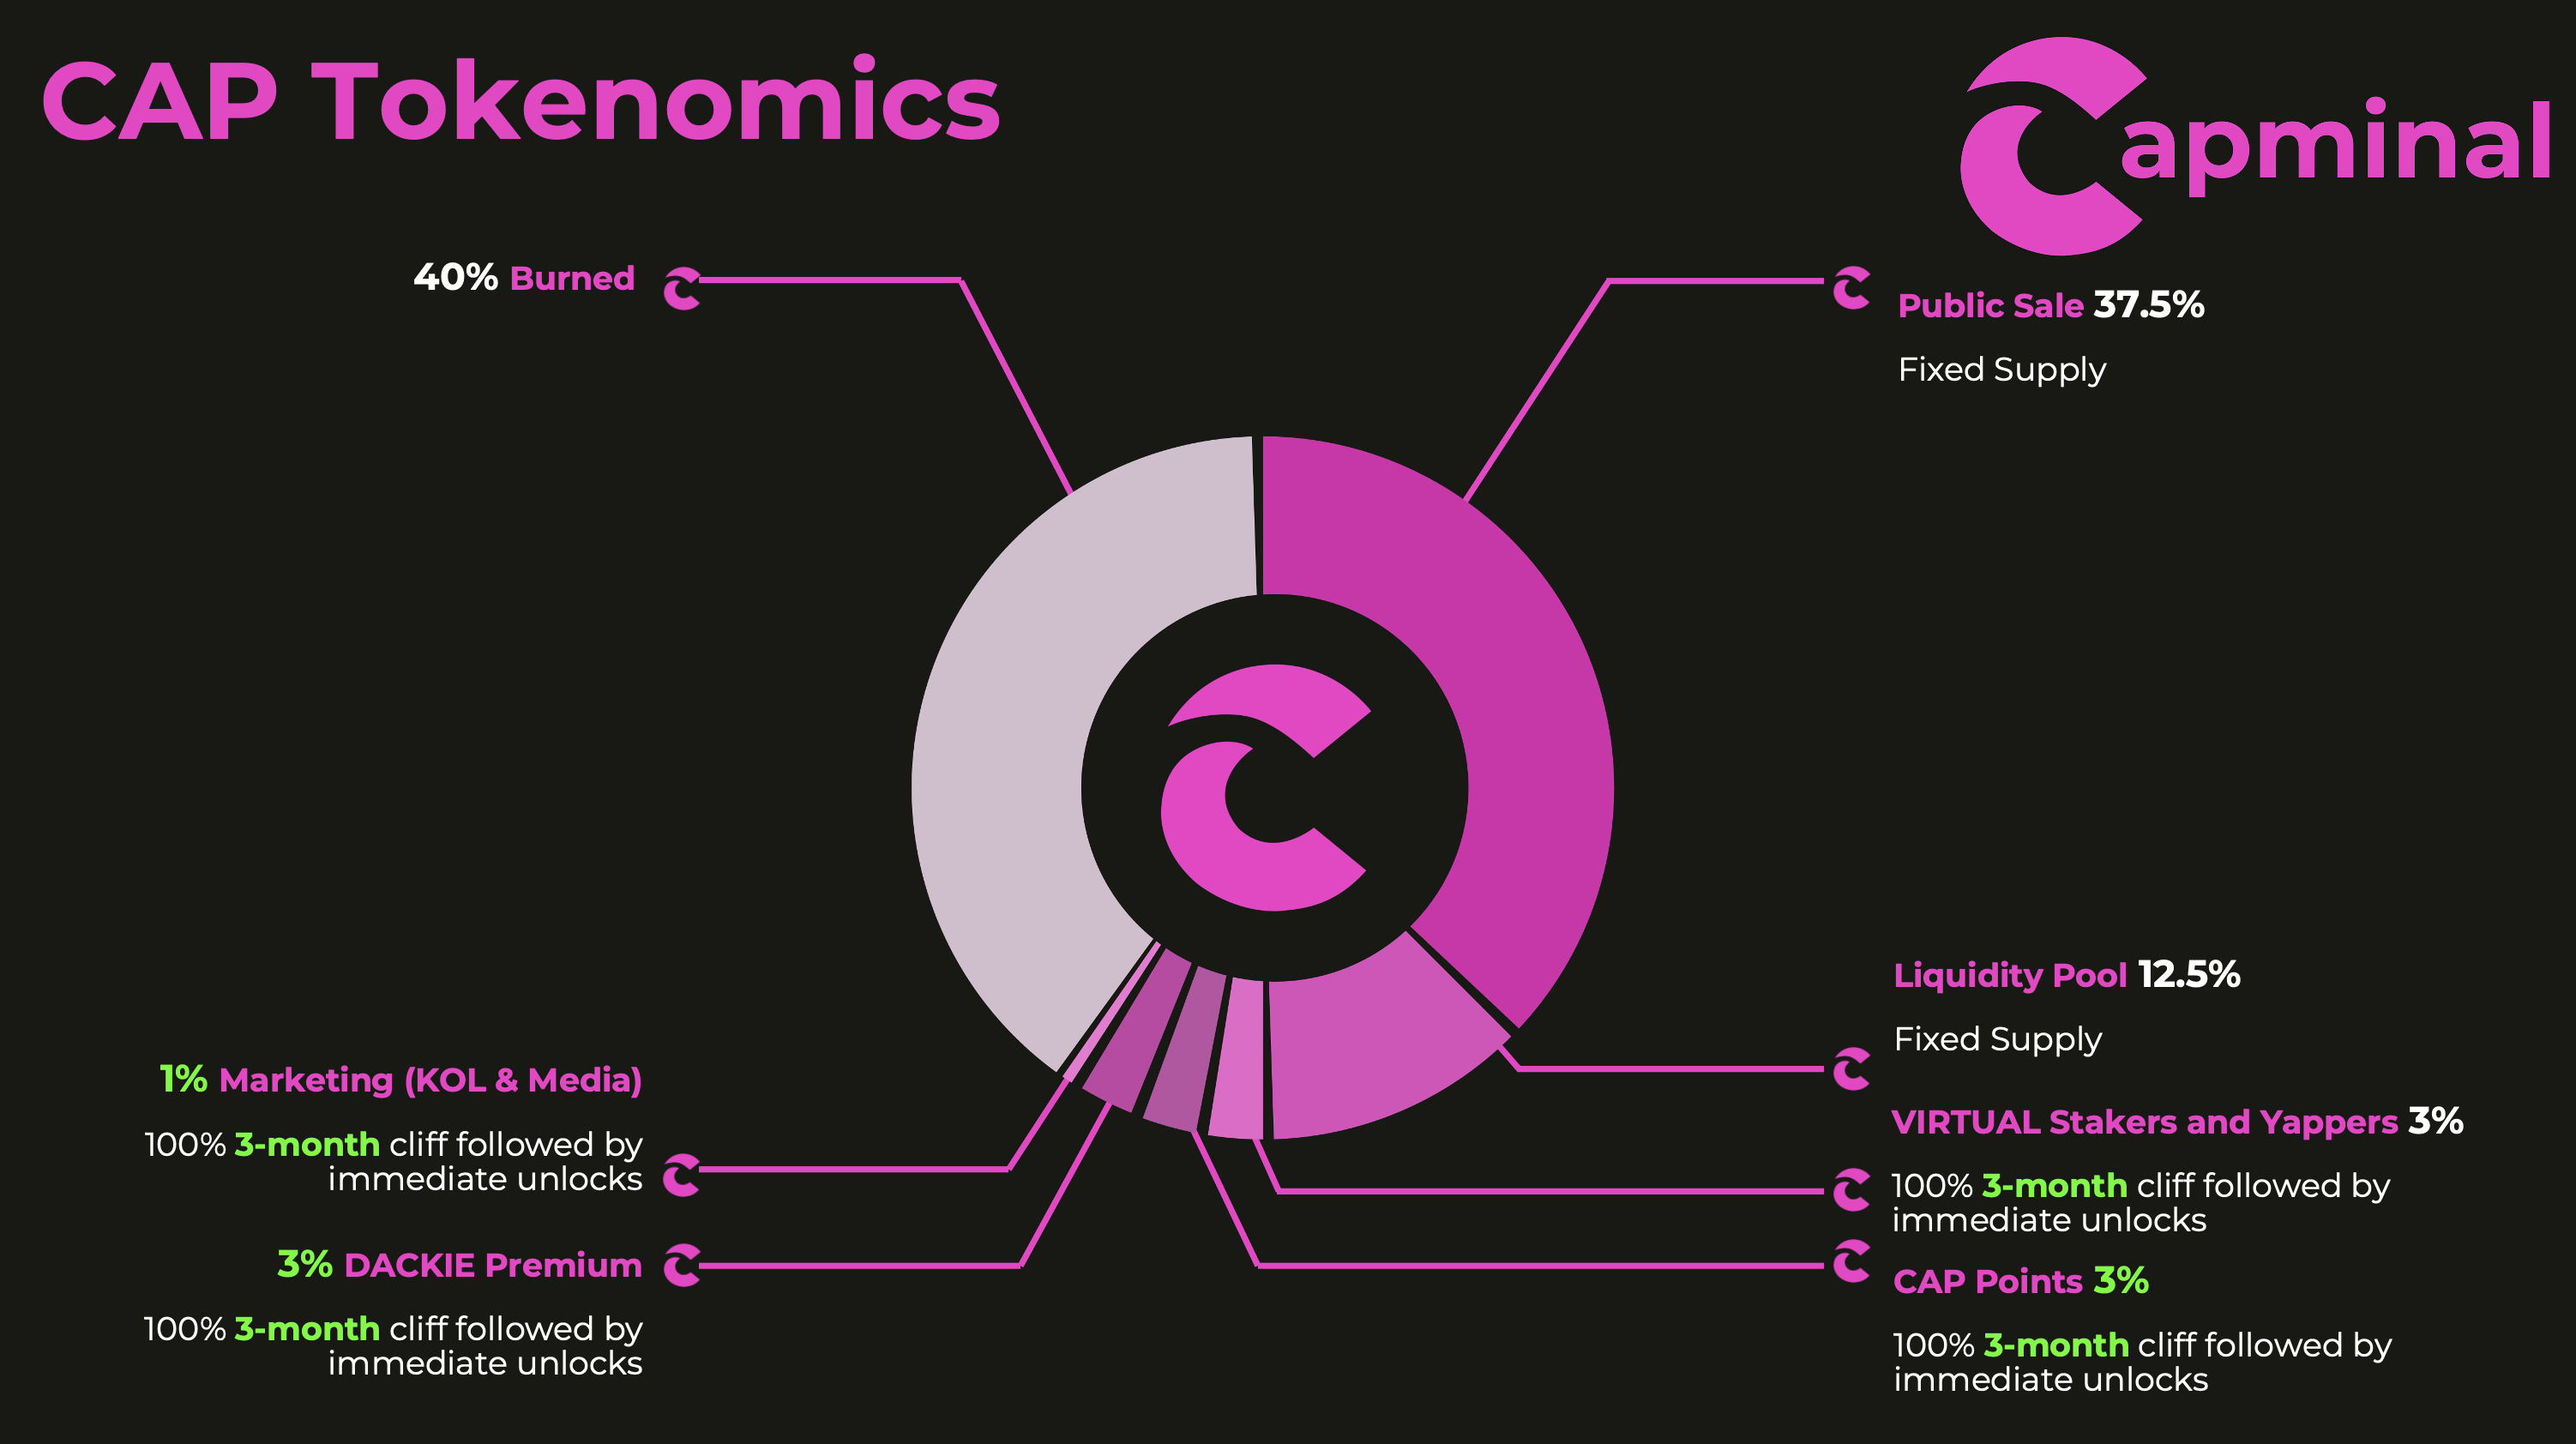 CAP Tokenomics
Capminal
40% Burned
Public Sale 37.5%
Fixed Supply
Liquidity Pool 12.5%
Fixed Supply
VIRTUAL Stakers and Yappers 3%
100% 3-month cliff followed by
immediate unlocks
CAP Points 3%
100% 3-month cliff followed by
immediate unlocks
1% Marketing (KOL & Media)
100% 3-month cliff followed by
immediate unlocks
3% DACKIE Premium
100% 3-month cliff followed by
immediate unlocks